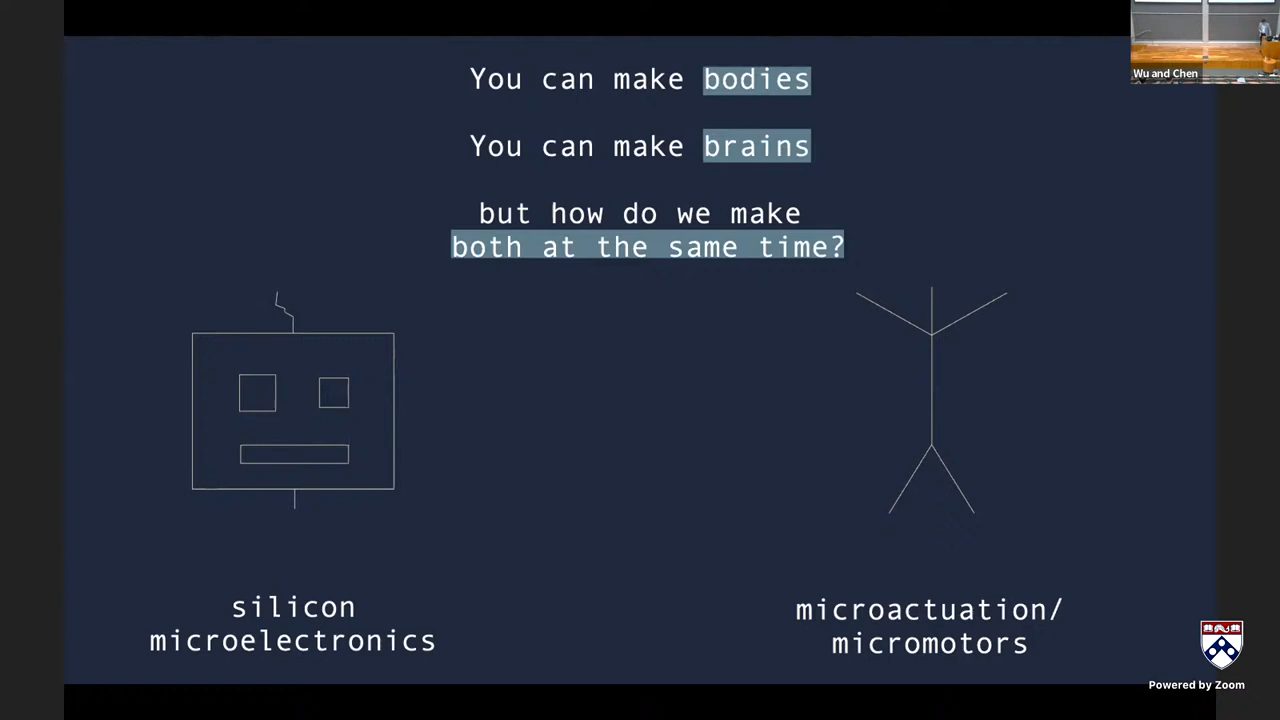 You can make bodies
You can make brains
but how do we make
both at the same time?
silicon
microelectronics
microactuation/
micromotors
Wu and Chen
Powered by Zoom